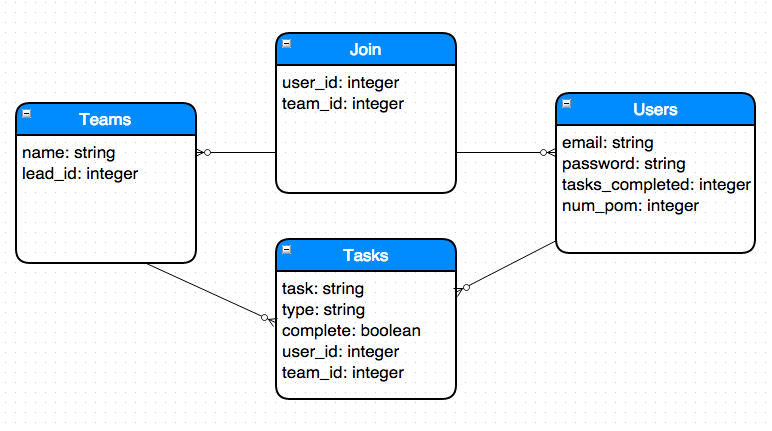 Join
user_id: integer
team_id: integer
Teams
name: string
lead_id: integer
Users
email: string
password: string
tasks_completed: integer
num_pom: integer
Tasks
task: string
type: string
complete: boolean
user_id: integer
team_id: integer